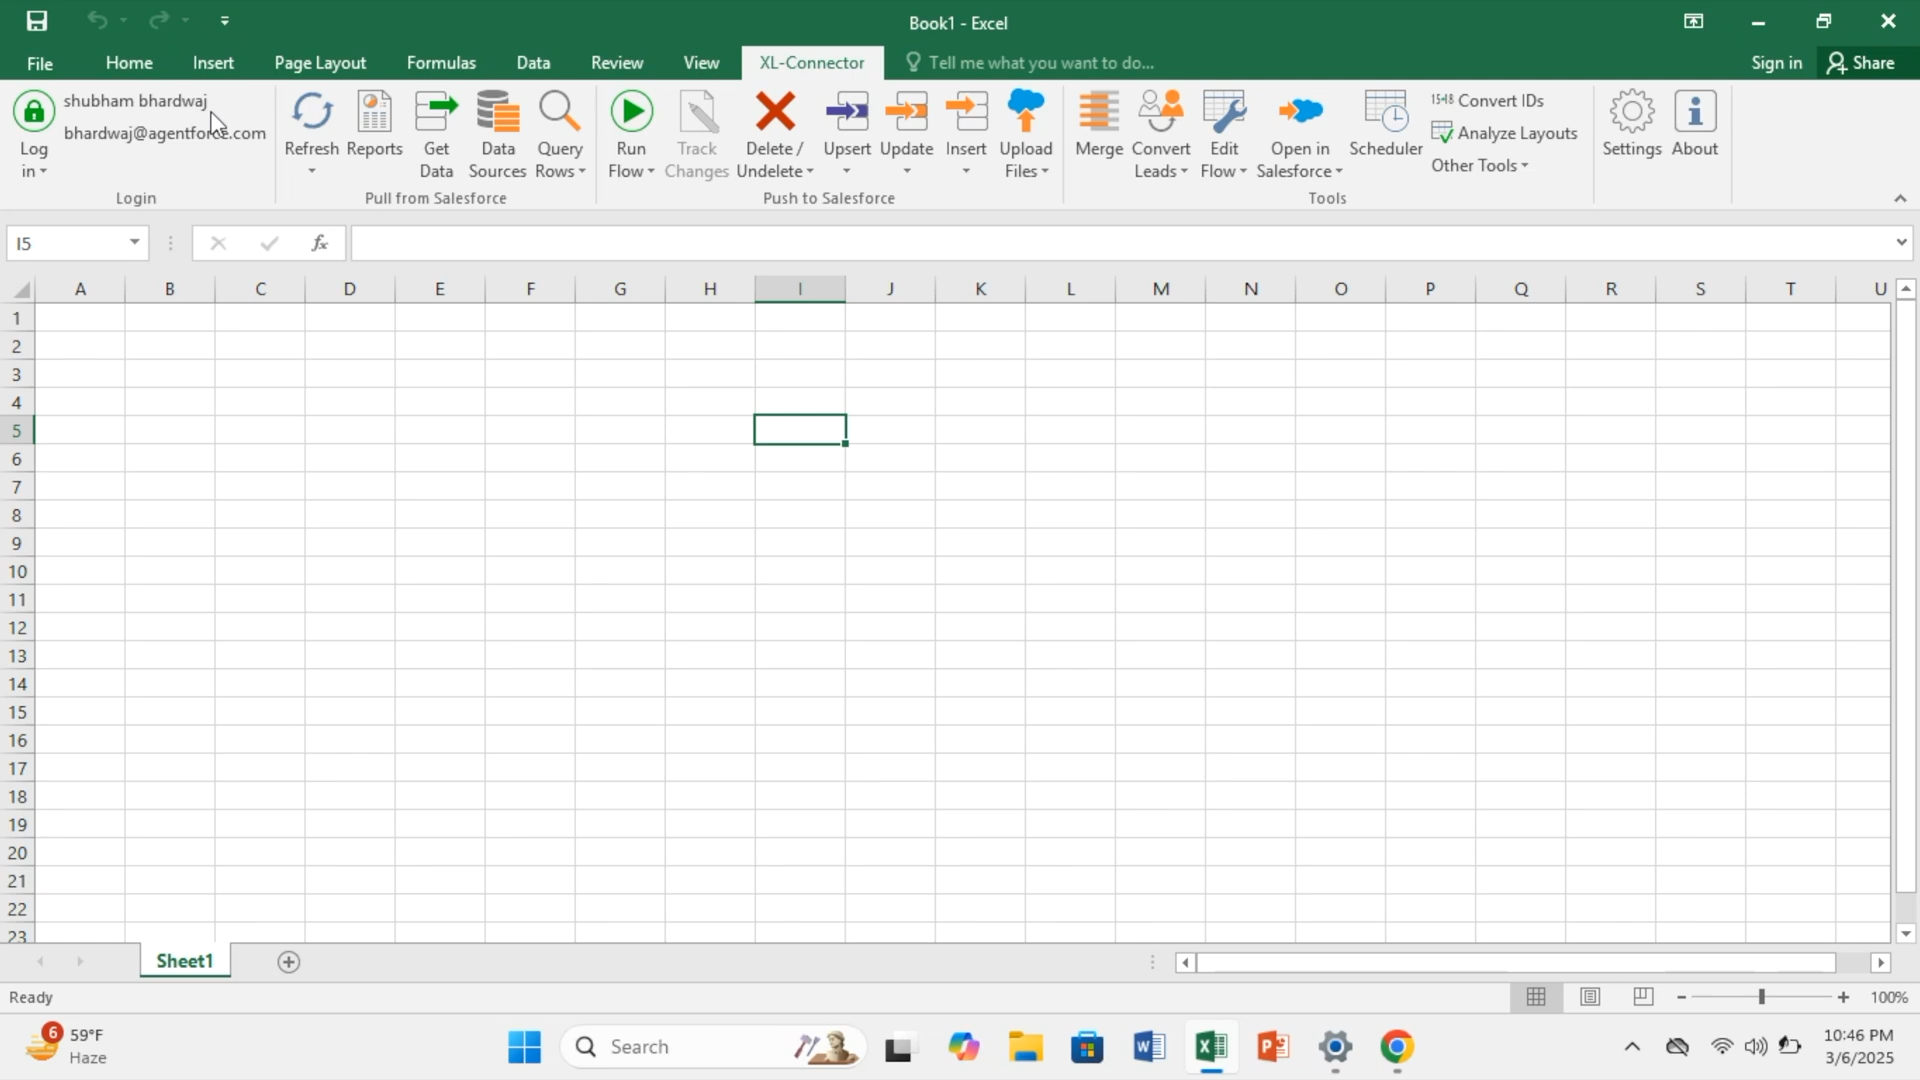 Book1 - Excel
File Home Insert Page Layout Formulas Data Review View XL-Connector Tell me what you want to do... Sign in Share
shubham bhardwaj
bhardwaj@agentforce.com
Log in
Refresh
Reports
Get Data
Data Sources
Query Rows
Run Flow
Track Changes
Delete / Undelete
Upsert
Update
Insert
Upload Files
Merge
Convert Leads
Edit Flow
Open in Salesforce
Scheduler
15→18 Convert IDs
Analyze Layouts
Other Tools
Settings
About
Login Pull from Salesforce Push to Salesforce Tools
I5 fx
A B C D E F G H I J K L M N O P Q R S T U
1
2
3
4
5
6
7
8
9
10
11
12
13
14
15
16
17
18
19
20
21
22
23
Sheet1
Ready 100%
6 59°F
Haze
Search
10:46 PM
3/6/2025